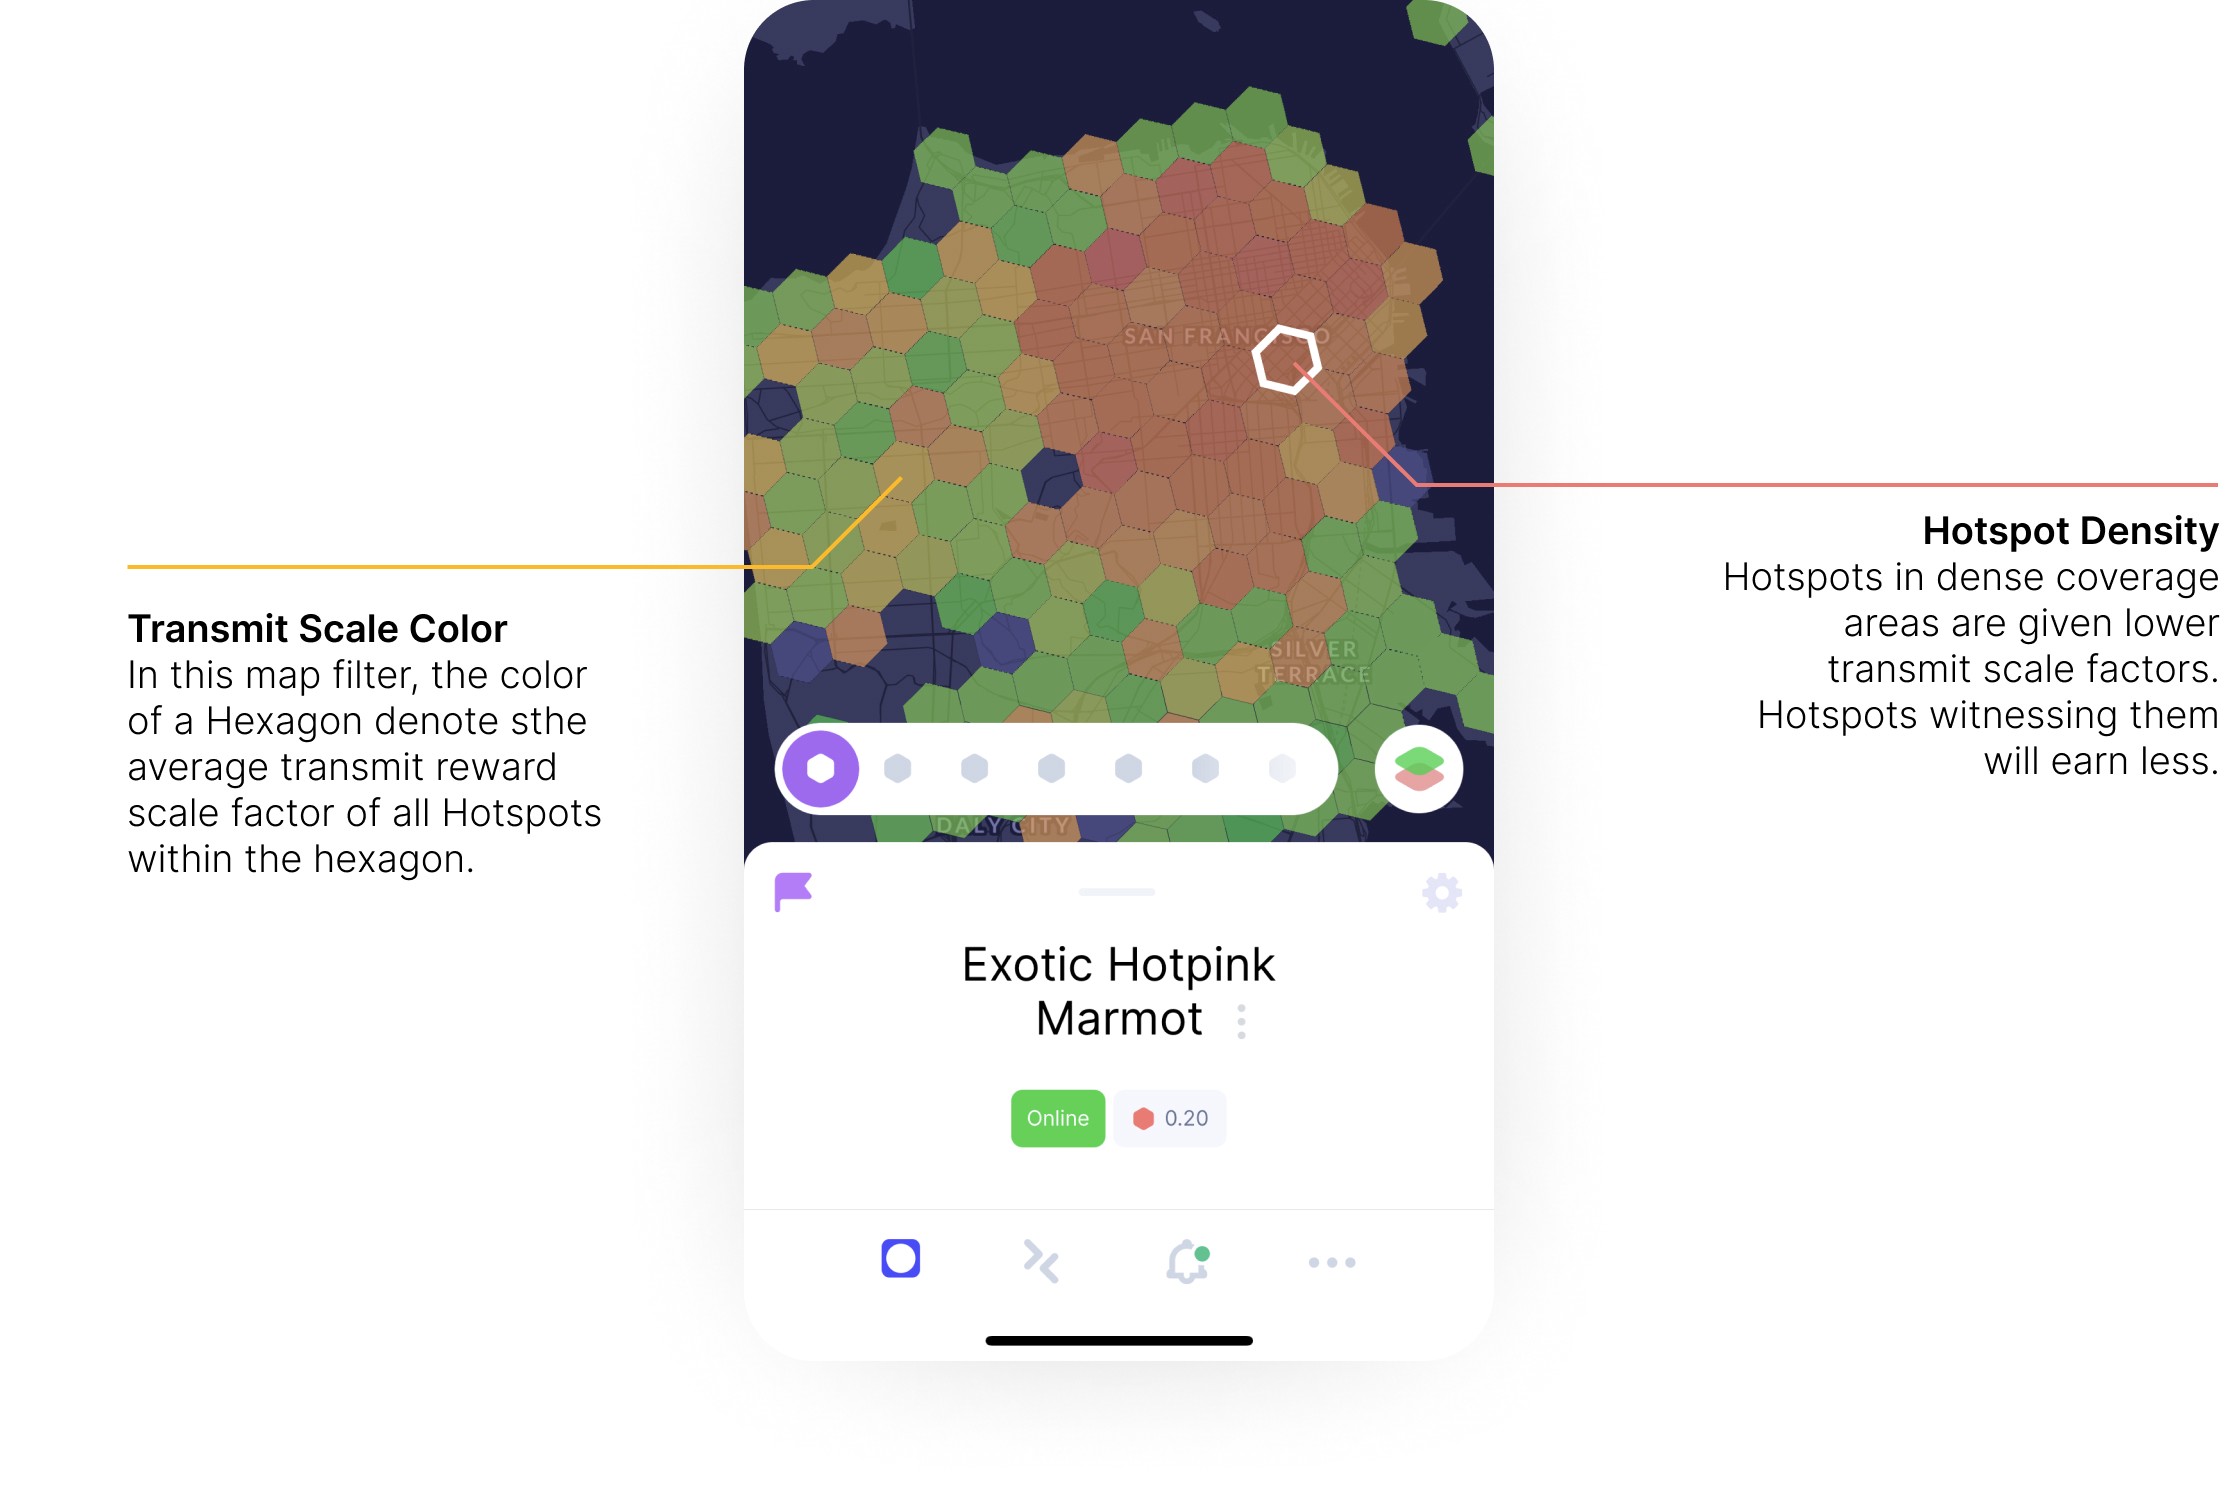 SAN FRANCISCO
Hotspot Density
Hotspots in dense coverage
areas are given lower
transmit scale factors.
Hotspots witnessing them
will earn less.
Transmit Scale Color
In this map filter, the color
of a Hexagon denote sthe
average transmit reward
scale factor of all Hotspots
within the hexagon.
SILVER
TERRACE
DALY CITY
Exotic Hotpink
Marmot
Online
0.20